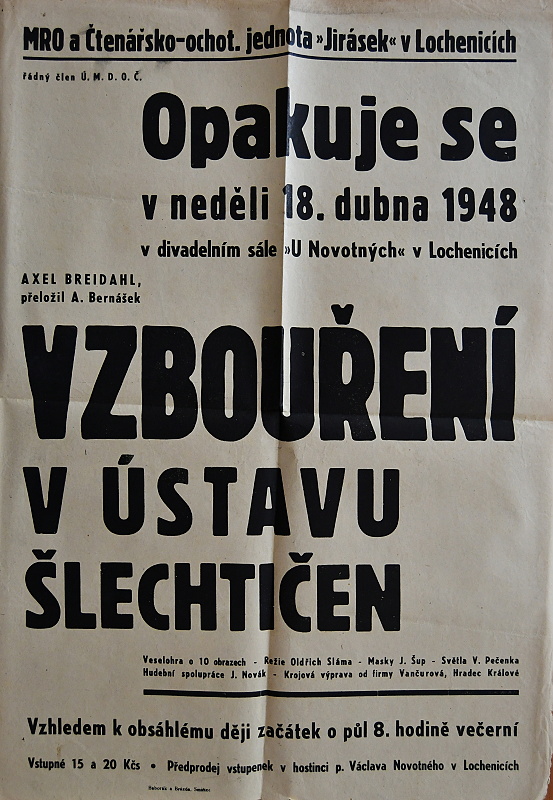 MRO a Čtenářsko-ochot. jednota »Jirásek« v Lochenicích
řádný člen Ú. M. D. O. Č.
Opakuje se
v neděli 18. dubna 1948
v divadelním sále »U Novotných« v Lochenicích
AXEL BREIDAHL,
přeložil A. Bernášek
VZBOUŘENÍ
V ÚSTAVU
ŠLECHTIČEN
Veselohra o 10 obrazech - Režie Oldřich Sláma - Masky J. Šup - Světla V. Pečenka
Hudební spolupráce J. Novák - Krojová výprava od firmy Vančurová, Hradec Králové
Vzhledem k obsáhlému ději začátek o půl 8. hodině večerní
Vstupné 15 a 20 Kčs • Předprodej vstupenek v hostinci p. Václava Novotného v Lochenicích